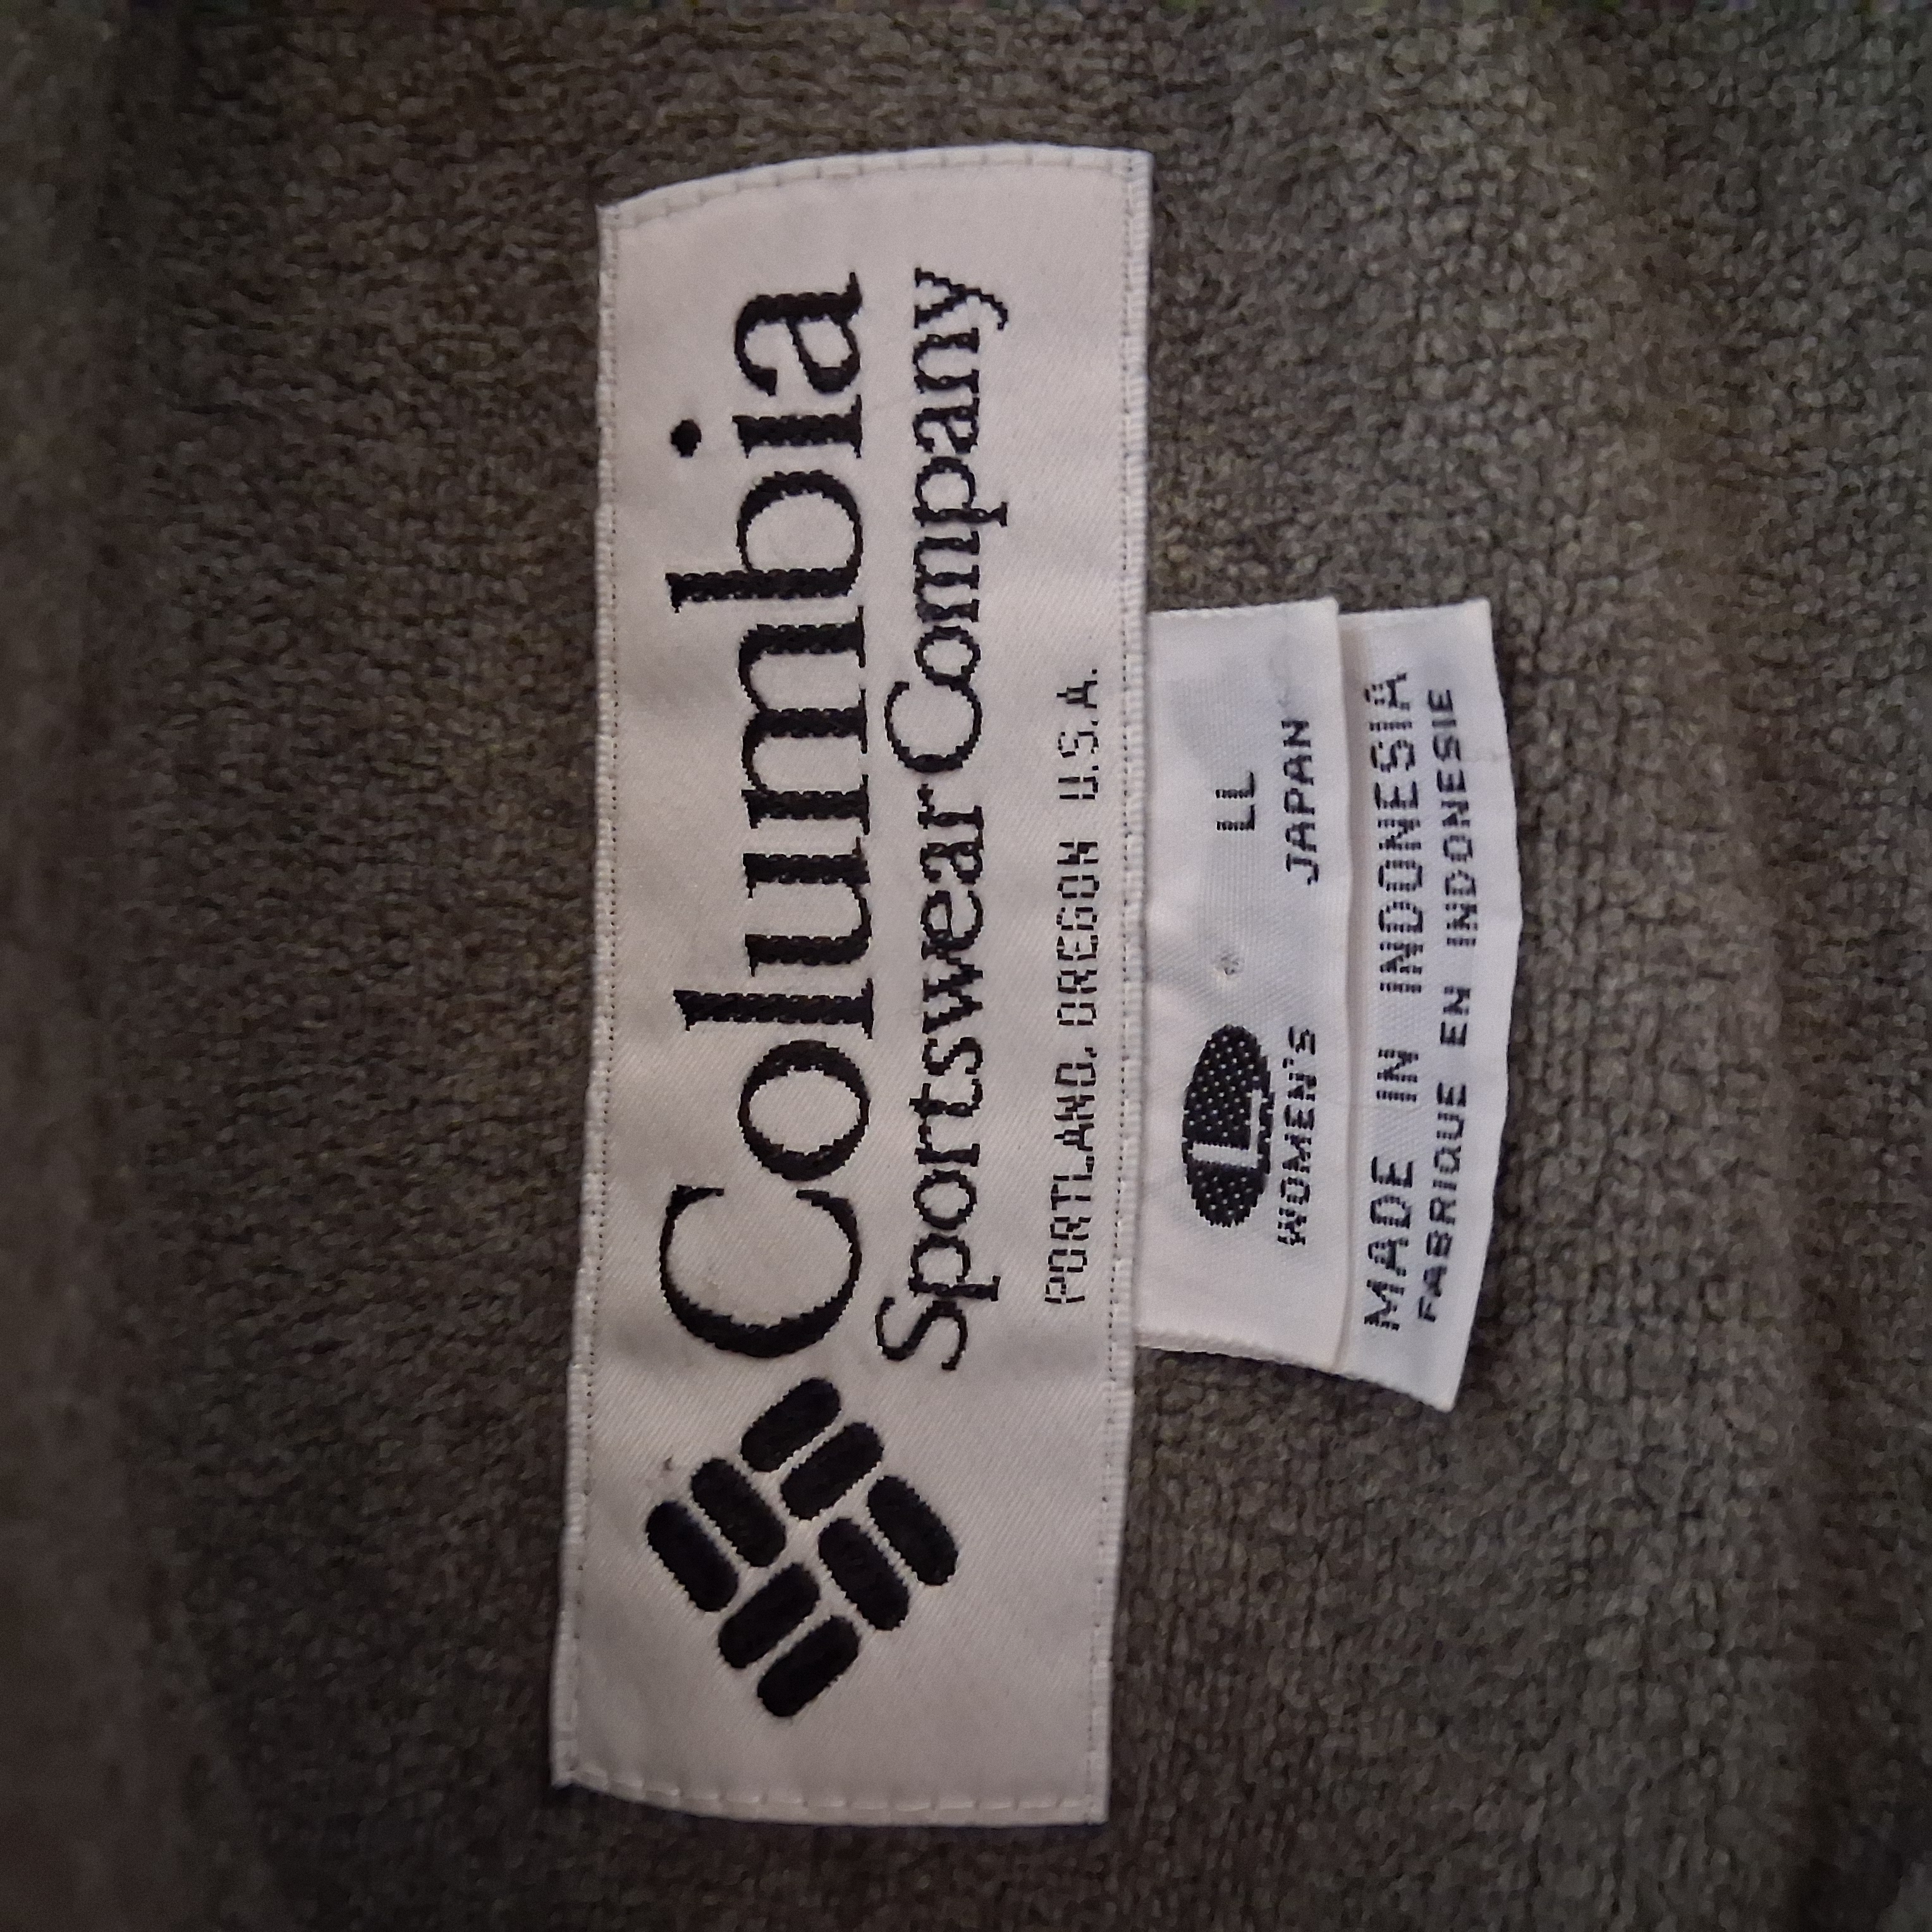 Columbia
Sportswear Company
PORTLAND, OREGON U.S.A.
L LL
WOMEN'S JAPAN
MADE IN INDONESIA
FABRIQUE EN INDONESIE